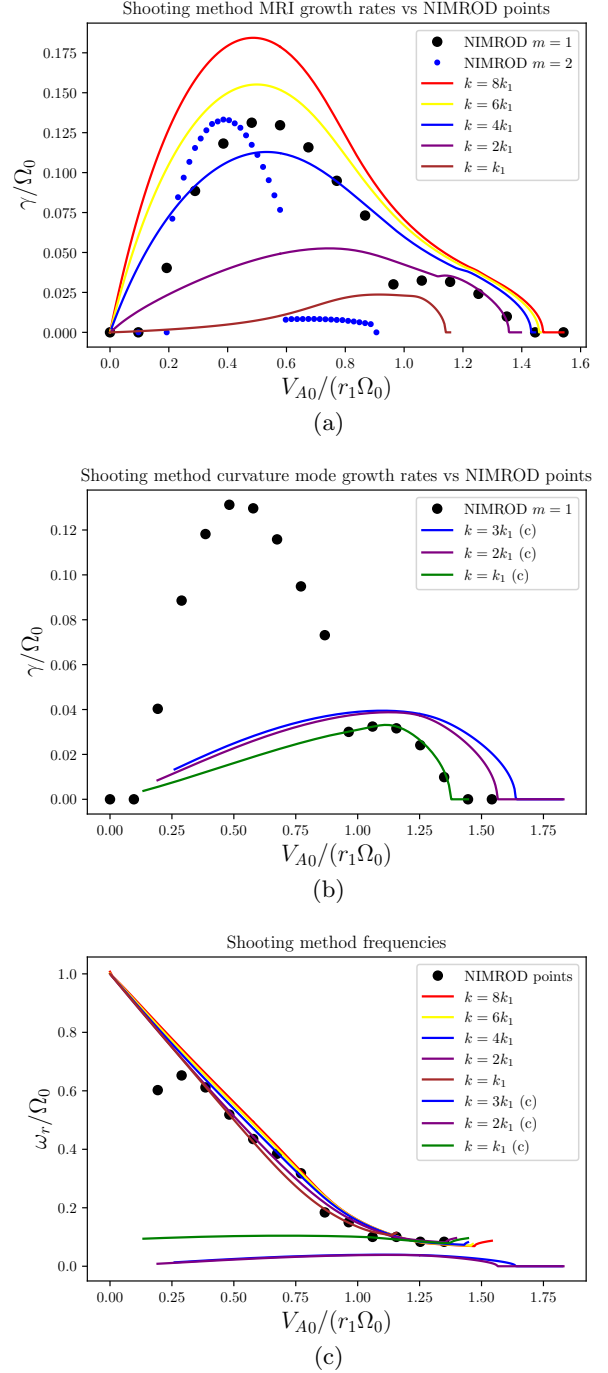 Shooting method MRI growth rates vs NIMROD points
NIMROD m = 1
NIMROD m = 2
k = 8k₁
k = 6k₁
k = 4k₁
k = 2k₁
k = k₁
γ/Ω₀
0.175
0.150
0.125
0.100
0.075
0.050
0.025
0.000
0.0 0.2 0.4 0.6 0.8 1.0 1.2 1.4 1.6
V_{A0}/(r₁Ω₀)
(a)
Shooting method curvature mode growth rates vs NIMROD points
NIMROD m = 1
k = 3k₁ (c)
k = 2k₁ (c)
k = k₁ (c)
γ/Ω₀
0.12
0.10
0.08
0.06
0.04
0.02
0.00
0.00 0.25 0.50 0.75 1.00 1.25 1.50 1.75
V_{A0}/(r₁Ω₀)
(b)
Shooting method frequencies
NIMROD points
k = 8k₁
k = 6k₁
k = 4k₁
k = 2k₁
k = k₁
k = 3k₁ (c)
k = 2k₁ (c)
k = k₁ (c)
ω_r/Ω₀
1.0
0.8
0.6
0.4
0.2
0.0
0.00 0.25 0.50 0.75 1.00 1.25 1.50 1.75
V_{A0}/(r₁Ω₀)
(c)